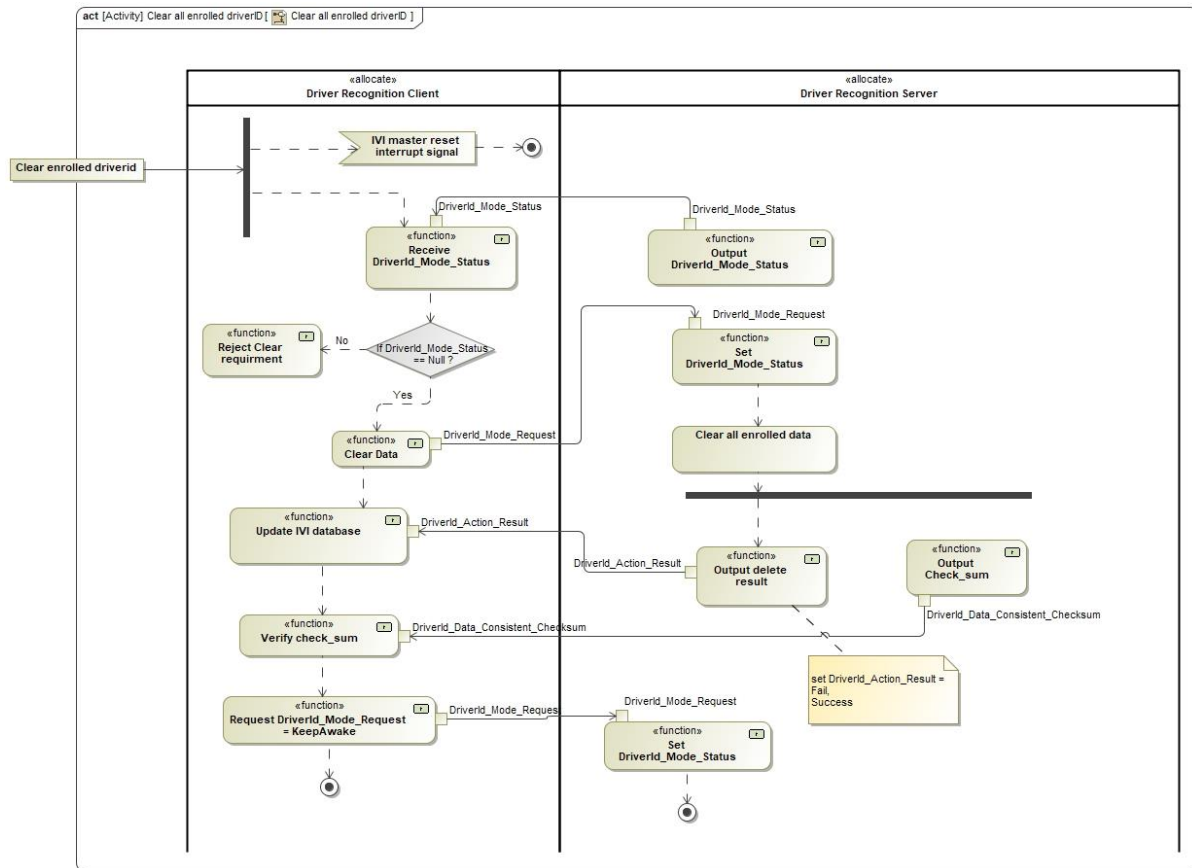 act [Activity] Clear all enrolled driverID[ Clear all enrolled driverID ]
«allocate»
Driver Recognition Client
«allocate»
Driver Recognition Server
IVI master reset
interrupt signal
Clear enrolled driverid
DriverId_Mode_Status
DriverId_Mode_Status
«function»
Receive
DriverId_Mode_Status
«function»
Output
DriverId_Mode_Status
DriverId_Mode_Request
«function»
Reject Clear
requirment
No
If DriverId_Mode_Status
== Null ?
«function»
Set
DriverId_Mode_Status
Yes
«function»
Clear Data
DriverId_Mode_Request
Clear all enrolled data
«function»
Update IVI database
DriverId_Action_Result
DriverId_Action_Result
«function»
Output delete
result
«function»
Output
Check_sum
«function»
Verify check_sum
DriverId_Data_Consistent_Checksum
DriverId_Data_Consistent_Checksum
set DriverId_Action_Result =
Fail,
Success
«function»
Request DriverId_Mode_Request
= KeepAwake
DriverId_Mode_Request
DriverId_Mode_Request
«function»
Set
DriverId_Mode_Status